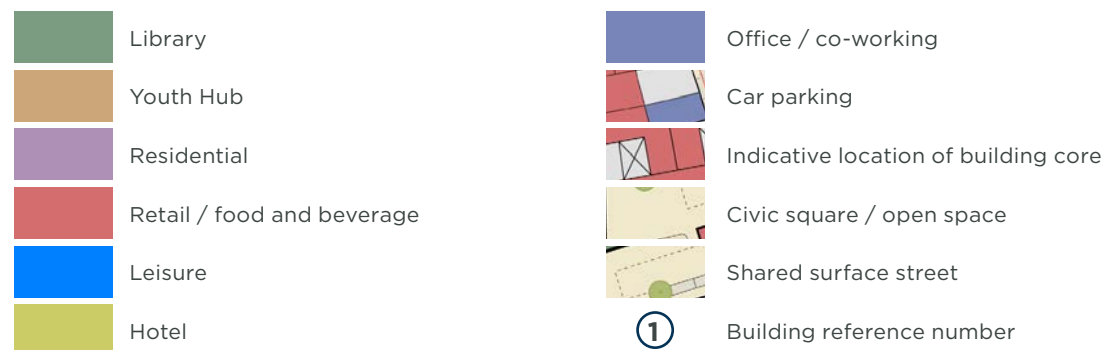 Library
Youth Hub
Residential
Retail / food and beverage
Leisure
Hotel
Office / co-working
Car parking
Indicative location of building core
Civic square / open space
Shared surface street
1 Building reference number